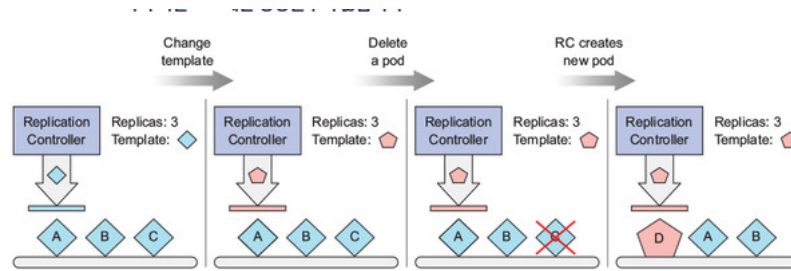 Change
template
Delete
a pod
RC creates
new pod
Replication
Controller
Replicas: 3
Template:
A
B
C
Replication
Controller
Replicas: 3
Template:
A
B
C
Replication
Controller
Replicas: 3
Template:
A
B
C
Replication
Controller
Replicas: 3
Template:
D
A
B